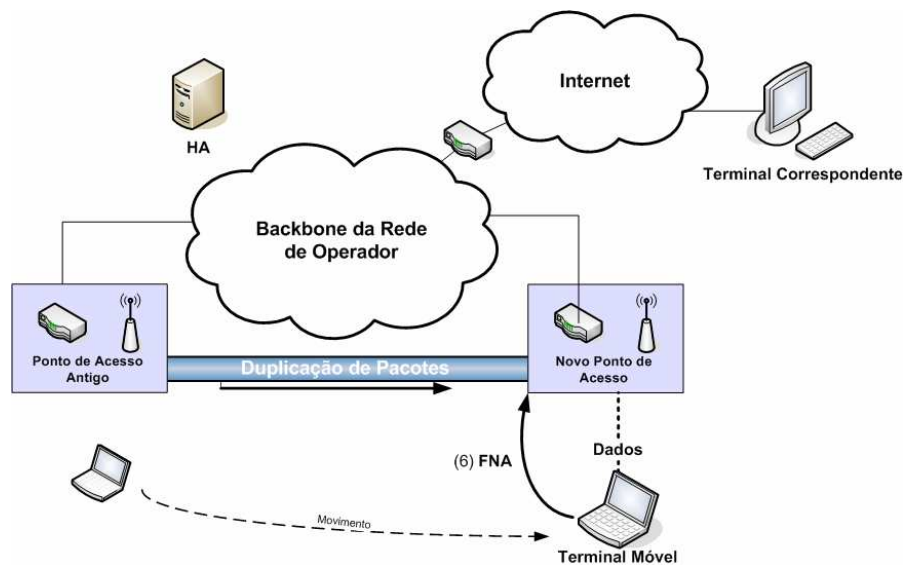 Internet
HA
Terminal Correspondente
Backbone da Rede
de Operador
Ponto de Acesso
Antigo
Duplicação de Pacotes
Novo Ponto de
Acesso
Dados
(6) FNA
Movimento
Terminal Móvel